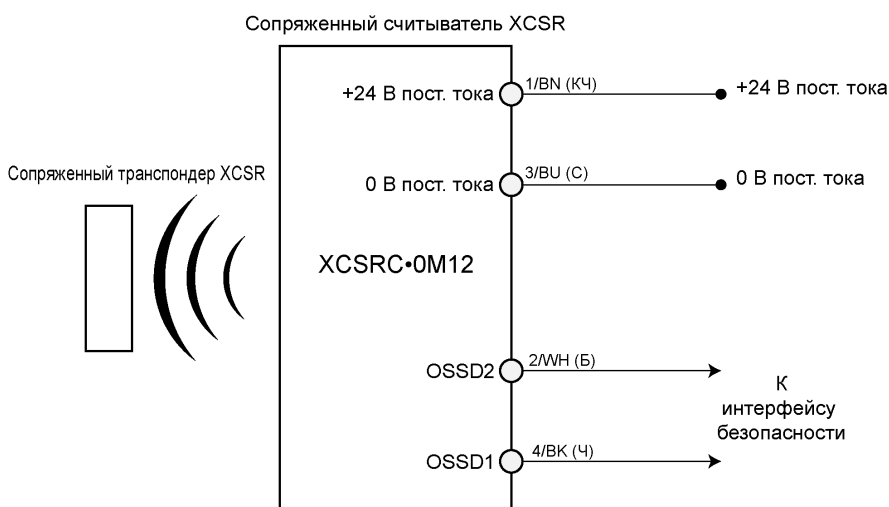 Сопряженный считыватель XCSR
+24 В пост. тока
1/BN (КЧ)
+24 В пост. тока
Сопряженный транспондер XCSR
0 В пост. тока
3/BU (С)
0 В пост. тока
XCSRC•0M12
OSSD2
2/WH (Б)
К
интерфейсу
безопасности
OSSD1
4/BK (Ч)